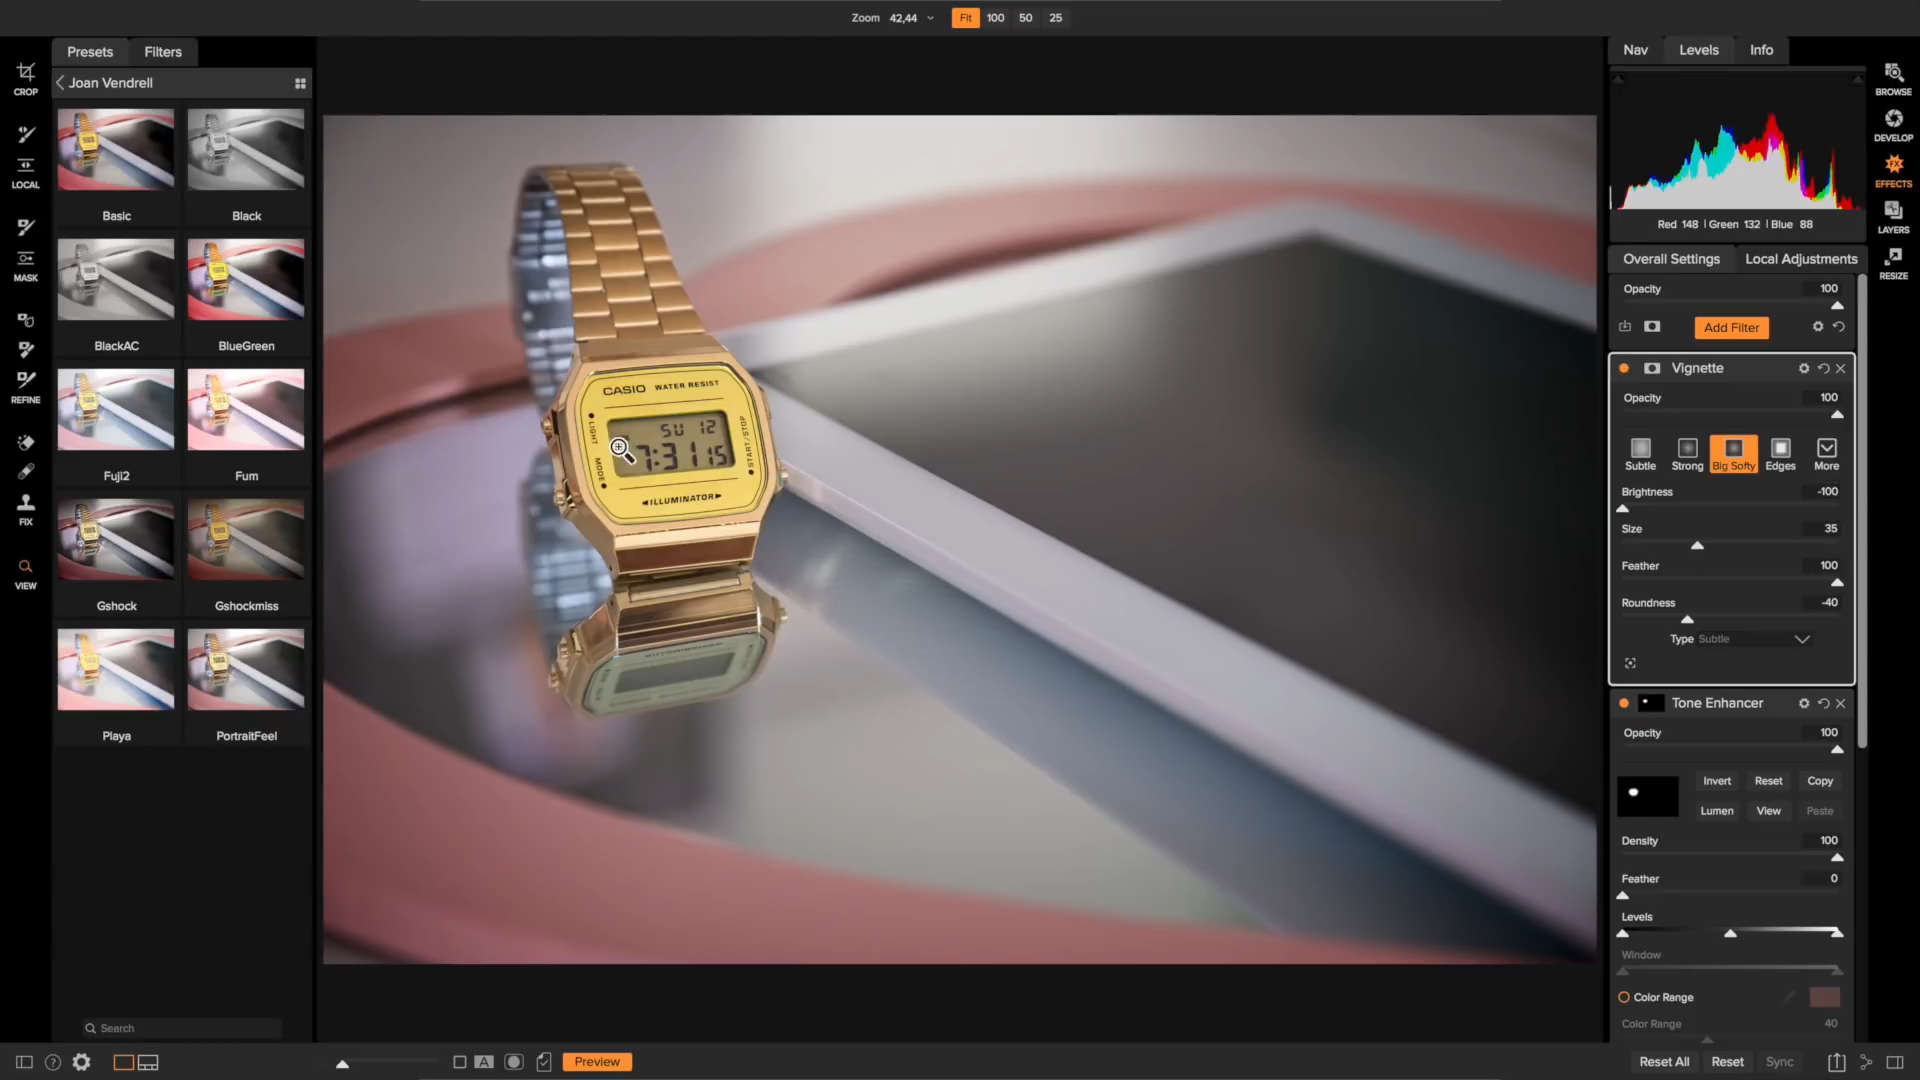 Zoom 42,44 Fit 100 50 25
Presets Filters
Joan Vendrell
CROP
LOCAL
MASK
REFINE
FIX
VIEW
Basic Black
BlackAC BlueGreen
Fuji2 Fum
Gshock Gshockmiss
Playa PortraitFeel
Search
CASIO WATER RESIST
LIGHT
MODE
START/STOP
SU 12
7:31 15
ILLUMINATOR
Nav Levels Info
Red 148 | Green 132 | Blue 88
BROWSE
DEVELOP
FX
EFFECTS
LAYERS
RESIZE
Overall Settings Local Adjustments
Opacity 100
Add Filter
Vignette
Opacity 100
Subtle Strong Big Softy Edges More
Brightness -100
Size 35
Feather 100
Roundness -40
Type Subtle
Tone Enhancer
Opacity 100
Invert Reset Copy
Lumen View Paste
Density 100
Feather 0
Levels
Window
Color Range
Color Range 40
? A Preview
Reset All Reset Sync